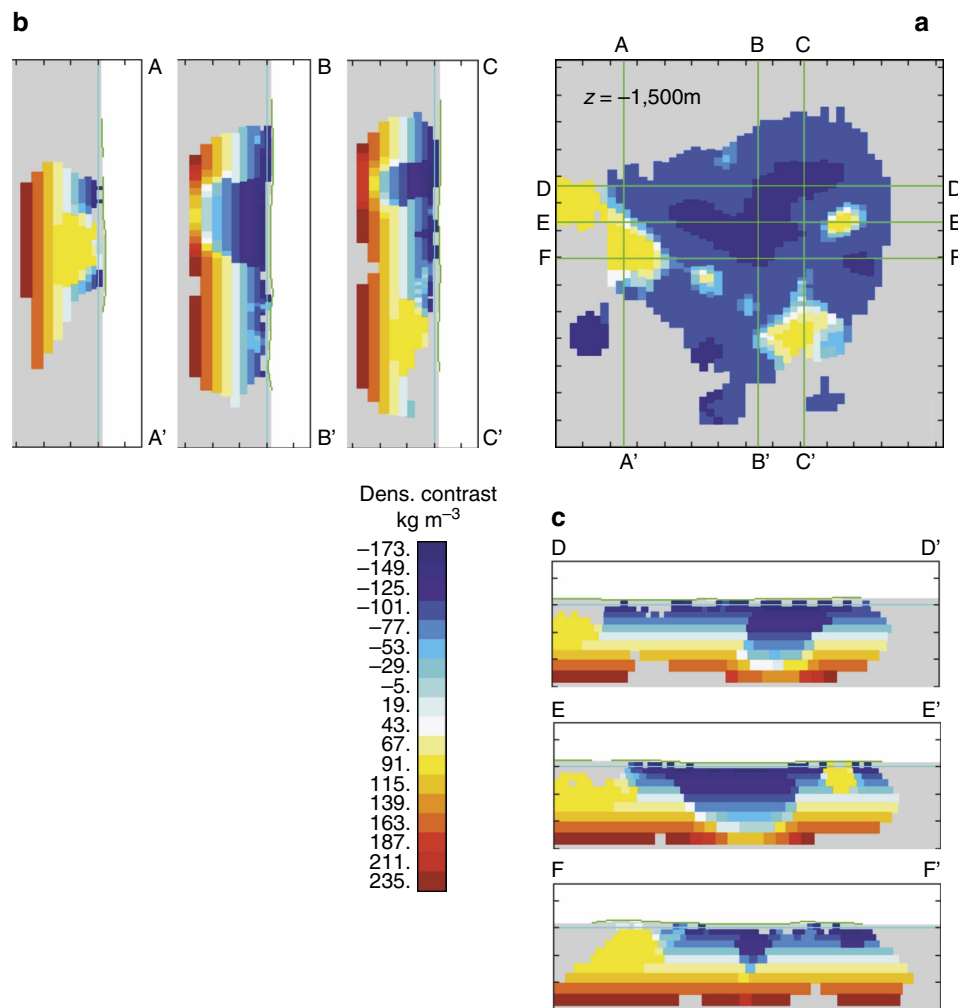 b
a
A
B
C
A
B
C
z = –1,500m
D
D
E
E
F
F
A'
B'
C'
A'
B'
C'
Dens. contrast
kg m⁻³
–173.
–149.
–125.
–101.
–77.
–53.
–29.
–5.
19.
43.
67.
91.
115.
139.
163.
187.
211.
235.
c
D
D'
E
E'
F
F'